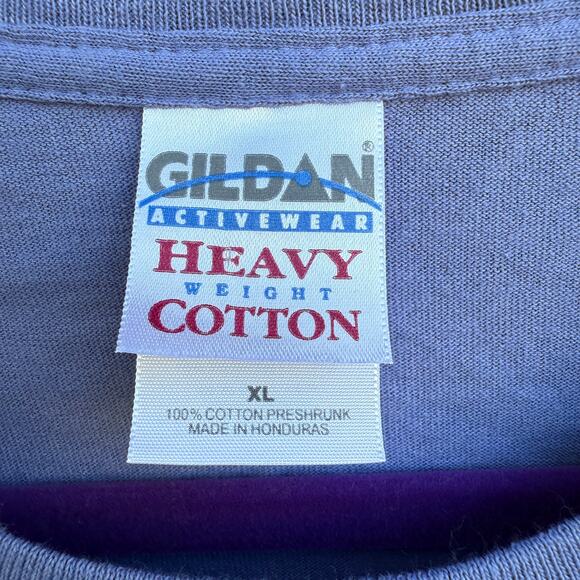 GILDAN®
ACTIVEWEAR
HEAVY
WEIGHT
COTTON
XL
100% COTTON PRESHRUNK
MADE IN HONDURAS